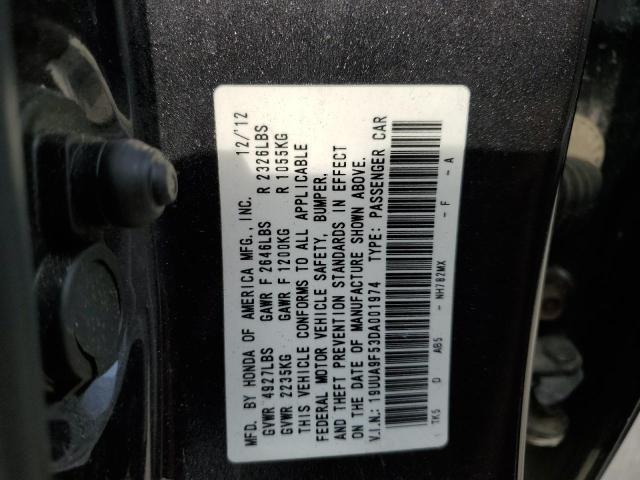 MFD. BY HONDA OF AMERICA MFG., INC. 12/'12
GVWR 4927LBS GAWR F 2646LBS R 2326LBS
GVWR 2235KG GAWR F 1200KG R 1055KG
THIS VEHICLE CONFORMS TO ALL APPLICABLE
FEDERAL MOTOR VEHICLE SAFETY, BUMPER,
AND THEFT PREVENTION STANDARDS IN EFFECT
ON THE DATE OF MANUFACTURE SHOWN ABOVE.
V.I.N.: 19UUA9F53DA001974 TYPE: PASSENGER CAR
TK5 D AB5 - NH782MX - F - A